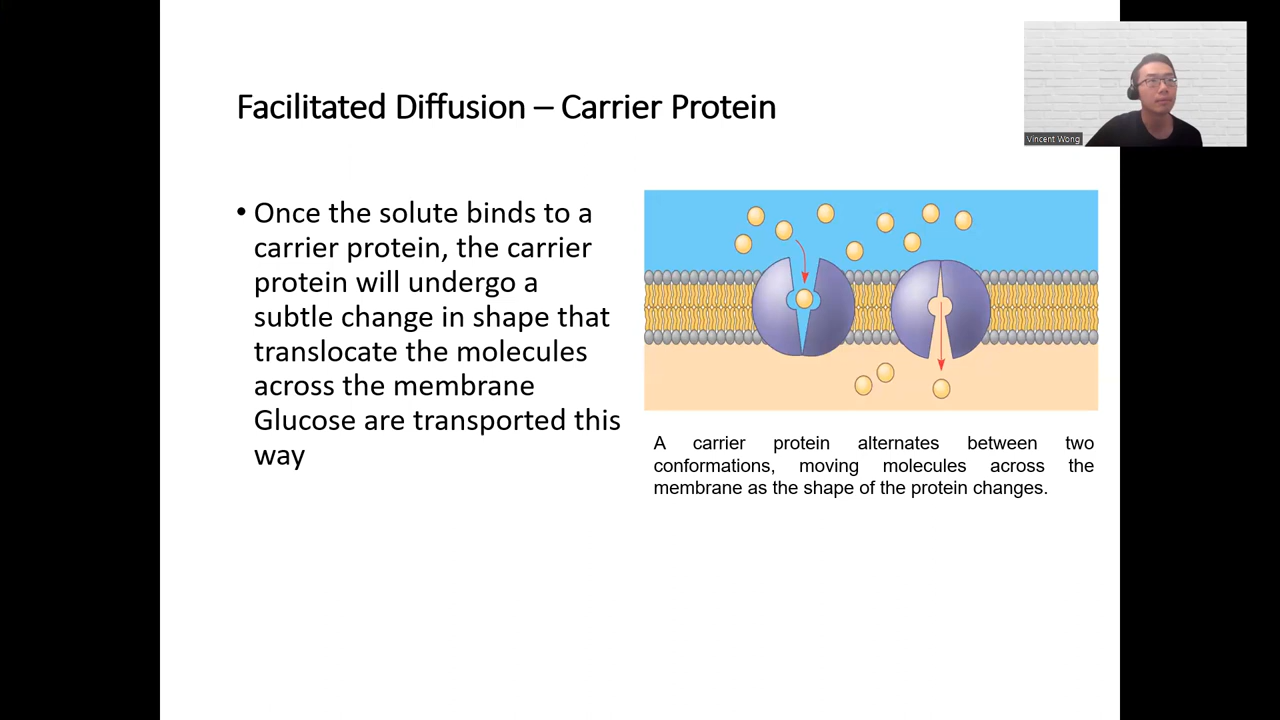 Facilitated Diffusion – Carrier Protein
Vincent Wong
• Once the solute binds to a
carrier protein, the carrier
protein will undergo a
subtle change in shape that
translocate the molecules
across the membrane
Glucose are transported this
way
A carrier protein alternates between two
conformations, moving molecules across the
membrane as the shape of the protein changes.